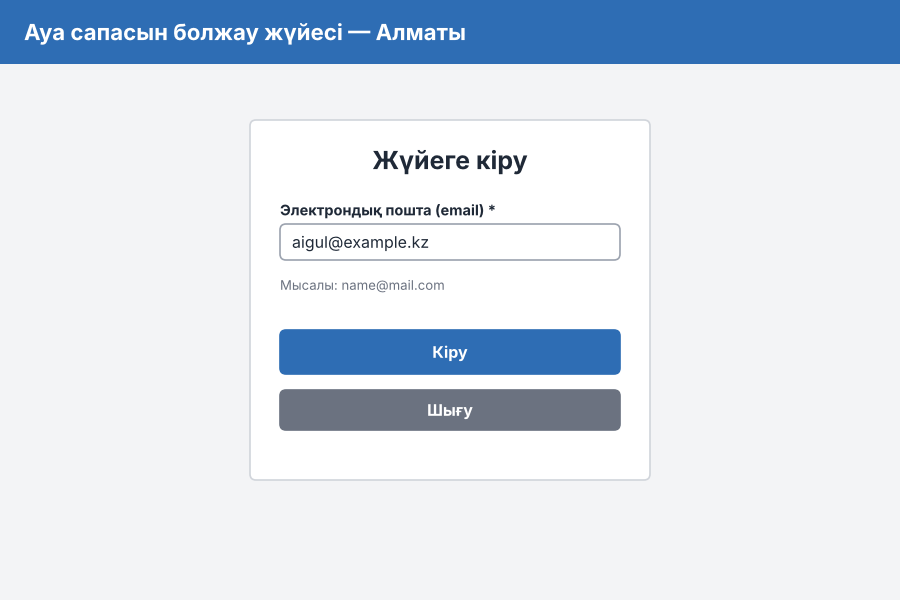 Ауа сапасын болжау жүйесі — Алматы
Жүйеге кіру
Электрондық пошта (email) *
aigul@example.kz
Мысалы: name@mail.com
Кіру
Шығу